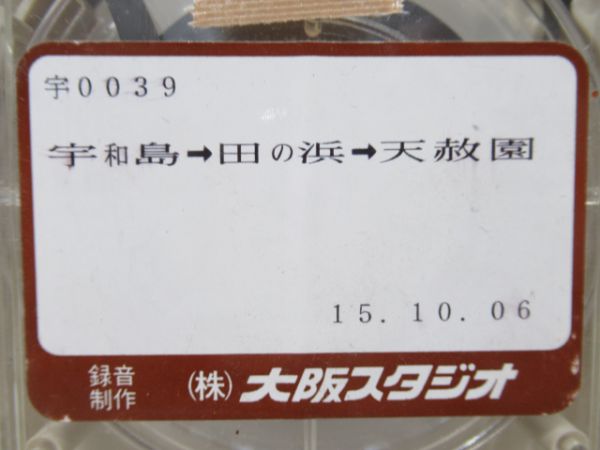 宇0039
宇和島➡田の浜➡天赦園
15.10.06
録音
制作
(株)大阪スタジオ